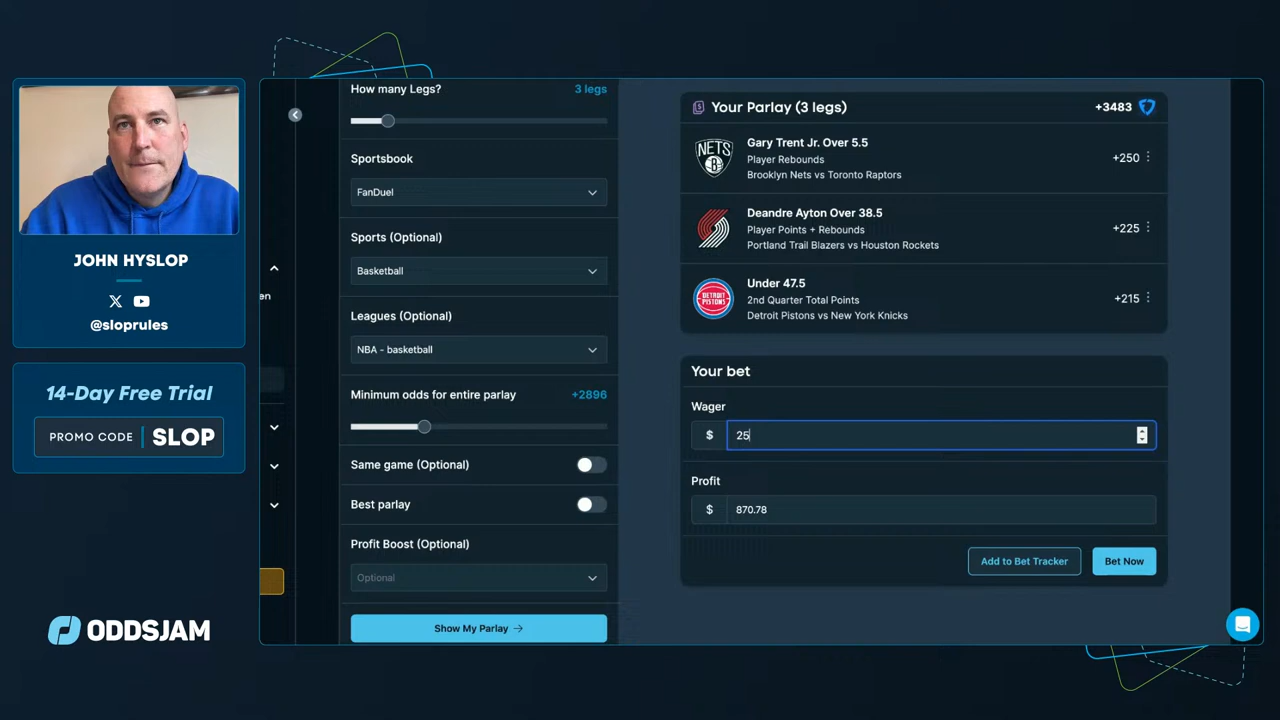 JOHN HYSLOP
@sloprules
14-Day Free Trial
PROMO CODE SLOP
ODDSJAM
en
How many Legs? 3 legs
Sportsbook
FanDuel
Sports (Optional)
Basketball
Leagues (Optional)
NBA - basketball
Minimum odds for entire parlay +2896
Same game (Optional)
Best parlay
Profit Boost (Optional)
Optional
Show My Parlay →
Your Parlay (3 legs) +3483
NETS
B
Gary Trent Jr. Over 5.5
Player Rebounds +250
Brooklyn Nets vs Toronto Raptors
Deandre Ayton Over 38.5
Player Points + Rebounds +225
Portland Trail Blazers vs Houston Rockets
DETROIT
PISTONS
Under 47.5
2nd Quarter Total Points +215
Detroit Pistons vs New York Knicks
Your bet
Wager
$ 25
Profit
$ 870.78
Add to Bet Tracker Bet Now